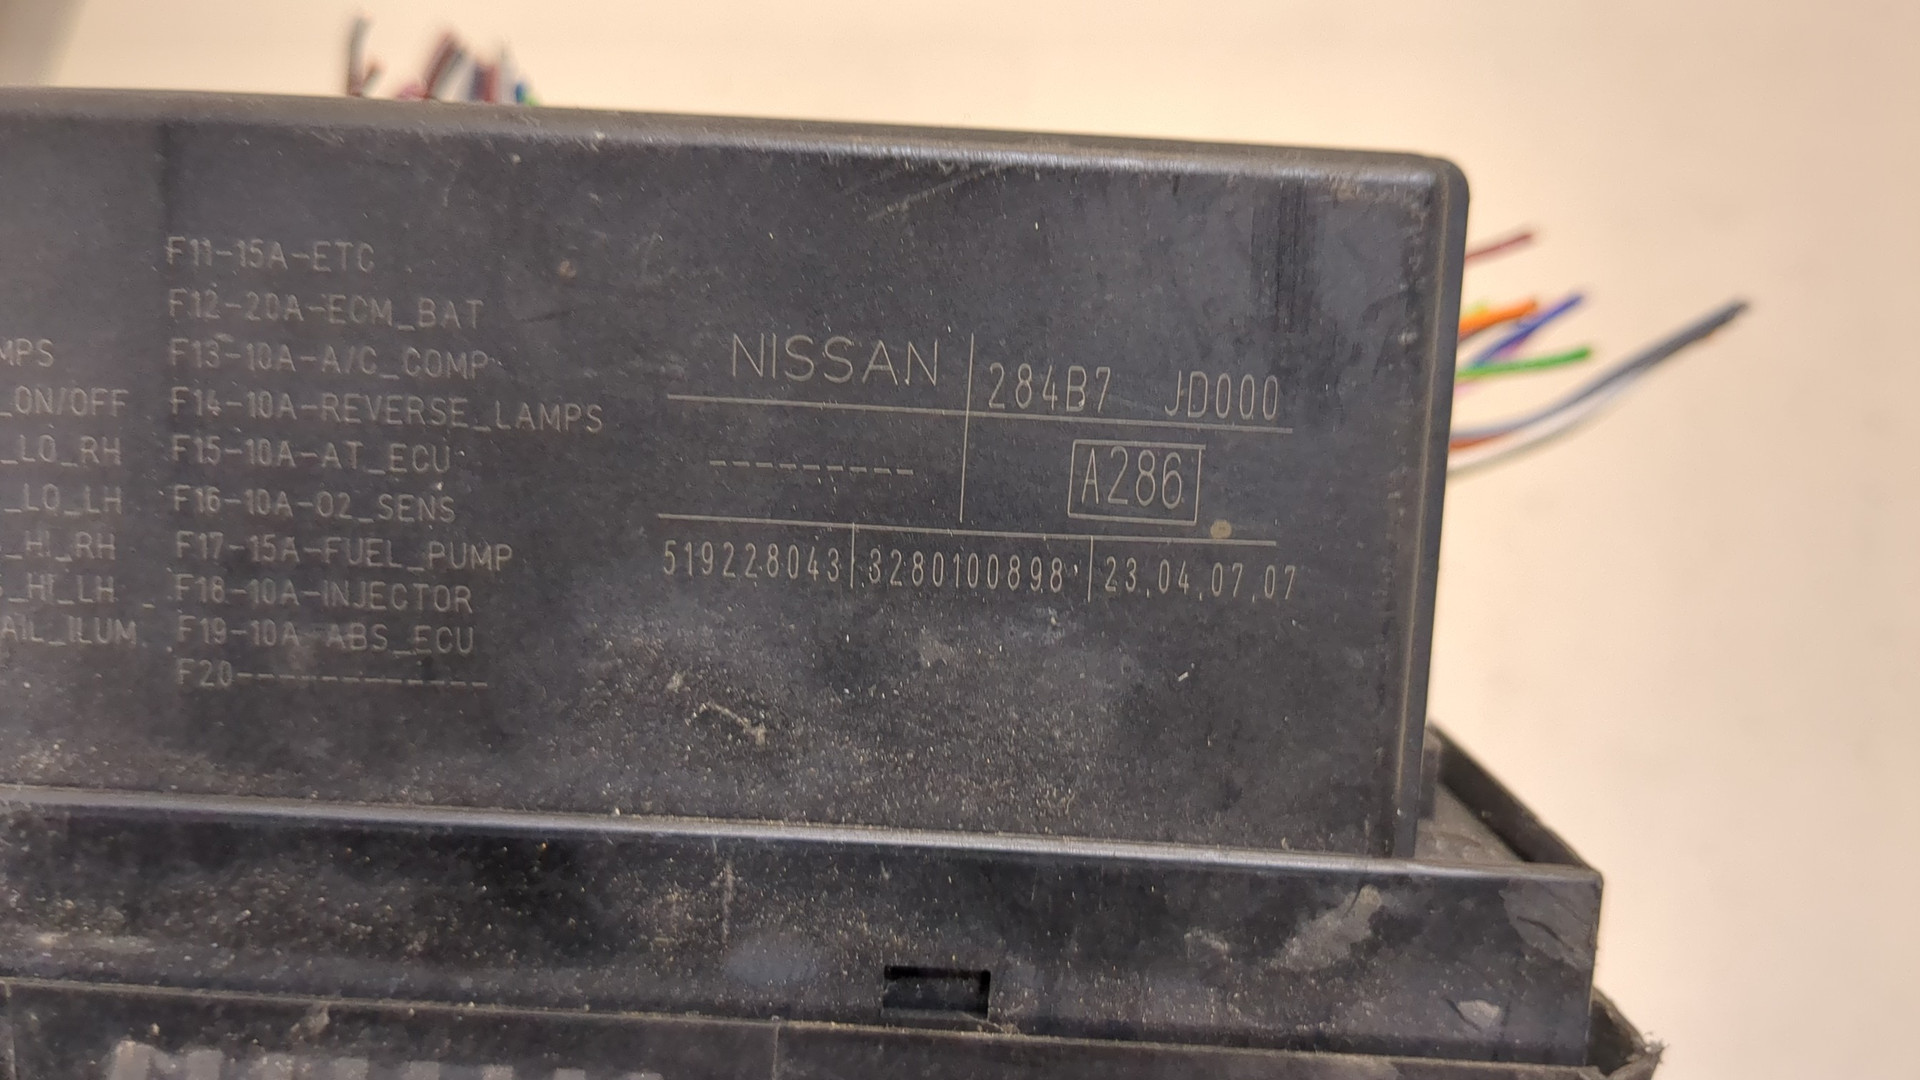 MPS
_ON/OFF
_LO_RH
_LO_LH
_HI_RH
_HI_LH
AIL_ILUM
F11-15A-ETC
F12-20A-ECM_BAT
F13-10A-A/C_COMP
F14-10A-REVERSE_LAMPS
F15-10A-AT_ECU
F16-10A-O2_SENS
F17-15A-FUEL_PUMP
F18-10A-INJECTOR
F19-10A-ABS_ECU
F20------------
NISSAN 284B7 JD000
--------- A286
519228043 3280100898 23.04.07.07